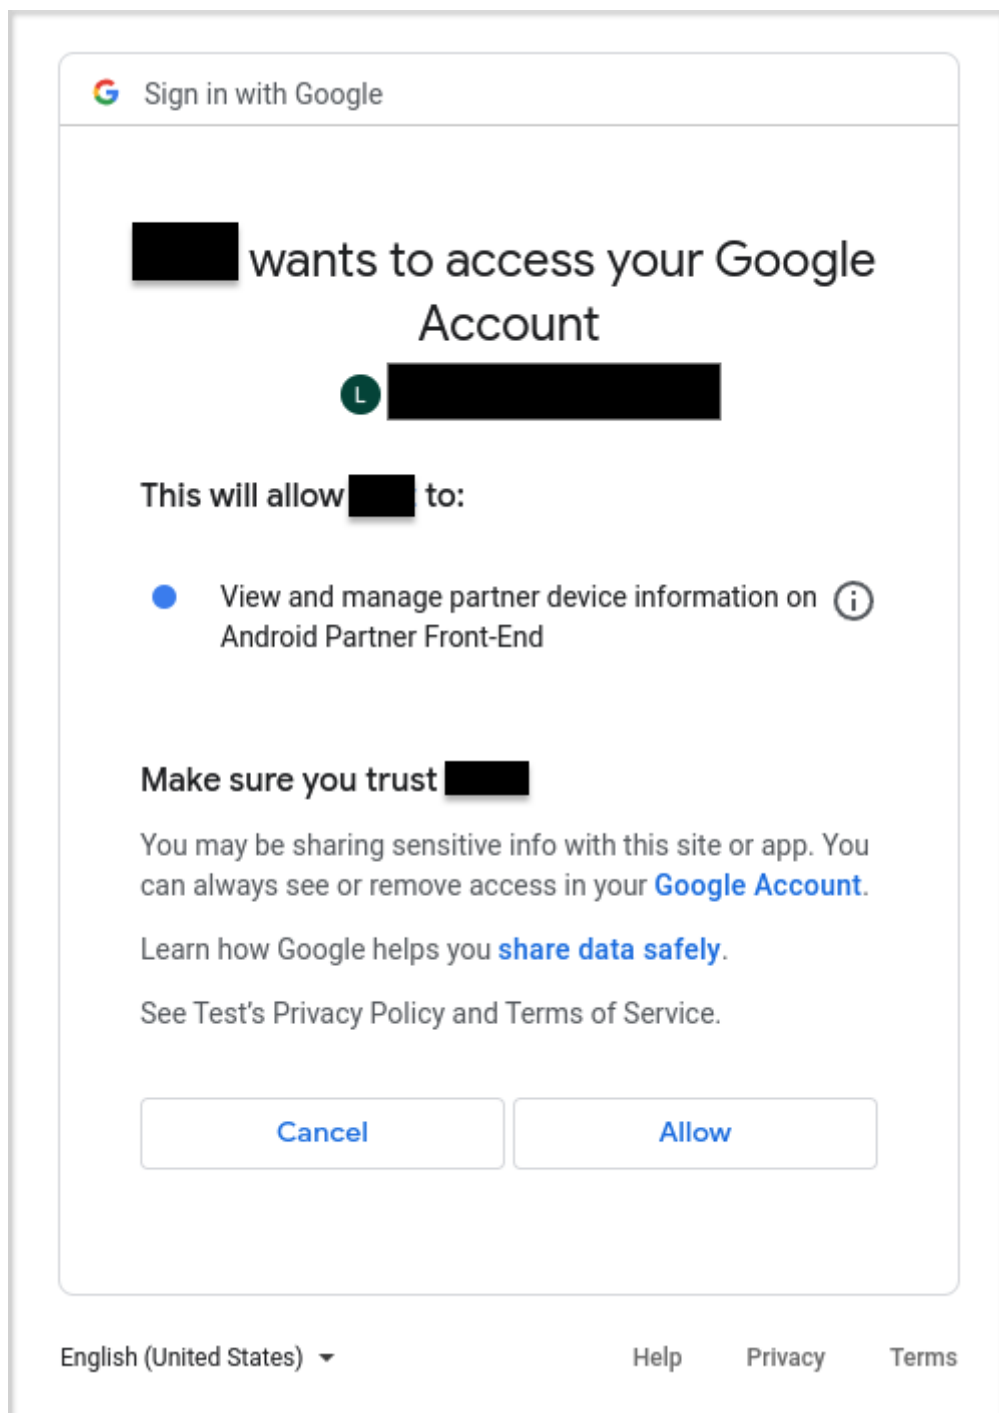 Sign in with Google
wants to access your Google
Account
L
This will allow to:
View and manage partner device information on
Android Partner Front-End
Make sure you trust
You may be sharing sensitive info with this site or app. You
can always see or remove access in your Google Account.
Learn how Google helps you share data safely.
See Test’s Privacy Policy and Terms of Service.
Cancel Allow
English (United States) Help Privacy Terms